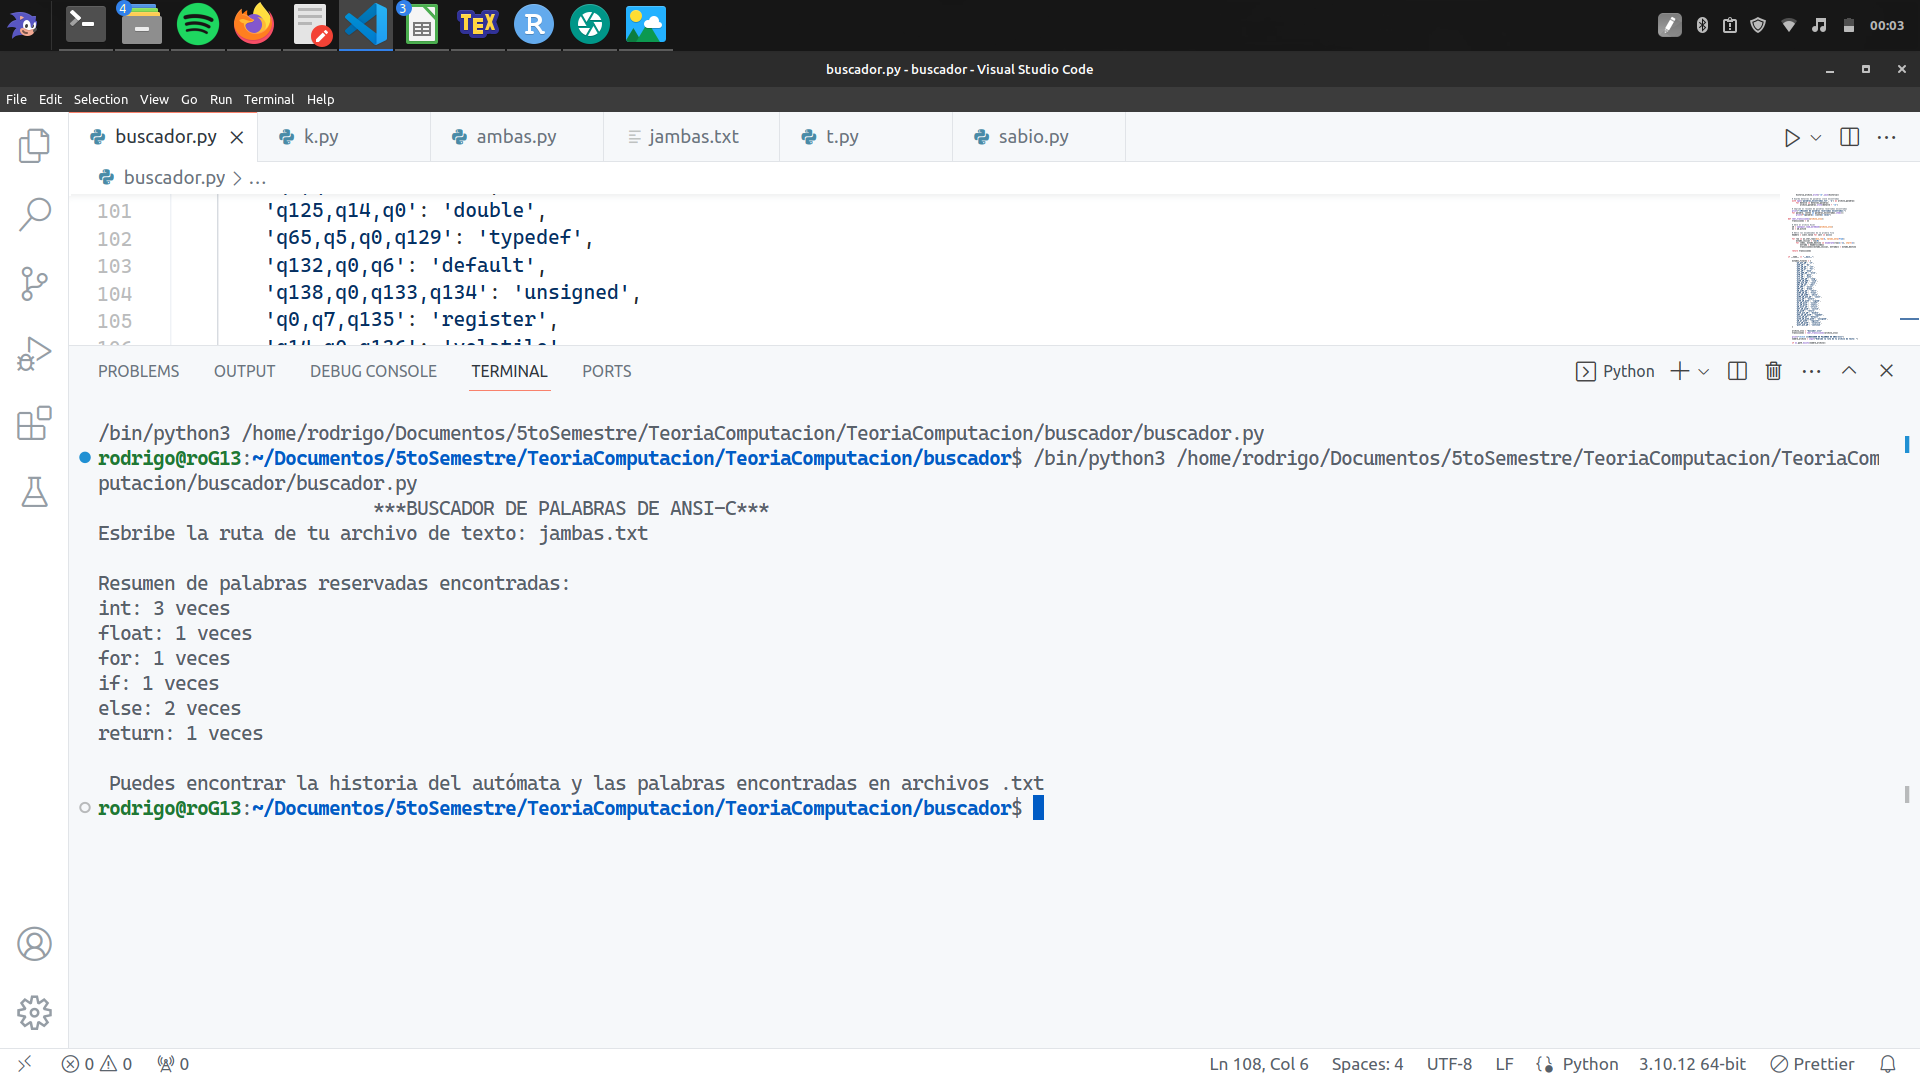 4
3
TEX
R
00:03
buscador.py - buscador - Visual Studio Code
File Edit Selection View Go Run Terminal Help
buscador.py k.py ambas.py jambas.txt t.py sabio.py
buscador.py > ...
101 'q125,q14,q0': 'double',
102 'q65,q5,q0,q129': 'typedef',
103 'q132,q0,q6': 'default',
104 'q138,q0,q133,q134': 'unsigned',
105 'q0,q7,q135': 'register',
PROBLEMS OUTPUT DEBUG CONSOLE TERMINAL PORTS Python
/bin/python3 /home/rodrigo/Documentos/5toSemestre/TeoriaComputacion/TeoriaComputacion/buscador/buscador.py
rodrigo@roG13:~/Documentos/5toSemestre/TeoriaComputacion/TeoriaComputacion/buscador$ /bin/python3 /home/rodrigo/Documentos/5toSemestre/TeoriaComputacion/TeoriaCom
putacion/buscador/buscador.py
***BUSCADOR DE PALABRAS DE ANSI-C***
Esbribe la ruta de tu archivo de texto: jambas.txt
Resumen de palabras reservadas encontradas:
int: 3 veces
float: 1 veces
for: 1 veces
if: 1 veces
else: 2 veces
return: 1 veces
Puedes encontrar la historia del autómata y las palabras encontradas en archivos .txt
rodrigo@roG13:~/Documentos/5toSemestre/TeoriaComputacion/TeoriaComputacion/buscador$
0 0 0 Ln 108, Col 6 Spaces: 4 UTF-8 LF Python 3.10.12 64-bit Prettier